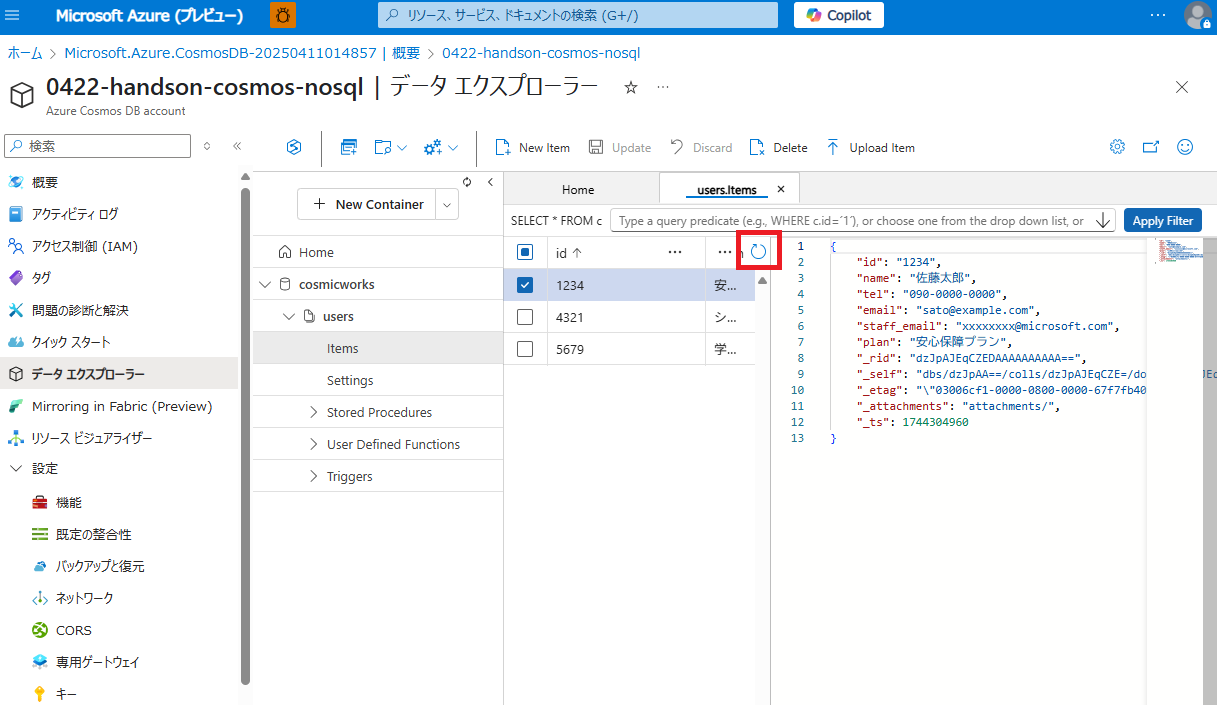 Microsoft Azure (プレビュー)
リソース、サービス、ドキュメントの検索 (G+/)
Copilot
ホーム > Microsoft.Azure.CosmosDB-20250411014857 | 概要 > 0422-handson-cosmos-nosql
0422-handson-cosmos-nosql | データ エクスプローラー
Azure Cosmos DB account
検索
New Item
Update
Discard
Delete
Upload Item
概要
アクティビティ ログ
アクセス制御 (IAM)
タグ
問題の診断と解決
クイック スタート
データ エクスプローラー
Mirroring in Fabric (Preview)
リソース ビジュアライザー
設定
機能
既定の整合性
バックアップと復元
ネットワーク
CORS
専用ゲートウェイ
キー
New Container
Home
cosmicworks
users
Items
Settings
Stored Procedures
User Defined Functions
Triggers
Home
users.Items
SELECT * FROM c
Type a query predicate (e.g., WHERE c.id=´1´), or choose one from the drop down list, or
Apply Filter
id
1234 安...
4321 シ...
5679 学...
1 {
2 "id": "1234",
3 "name": "佐藤太郎",
4 "tel": "090-0000-0000",
5 "email": "sato@example.com",
6 "staff_email": "xxxxxxxx@microsoft.com",
7 "plan": "安心保障プラン",
8 "_rid": "dzJpAJEqCZEDAAAAAAAAAA==",
9 "_self": "dbs/dzJpAA==/colls/dzJpAJEqCZE=/do
10 "_etag": "\"03006cf1-0000-0800-0000-67f7fb40
11 "_attachments": "attachments/",
12 "_ts": 1744304960
13 }